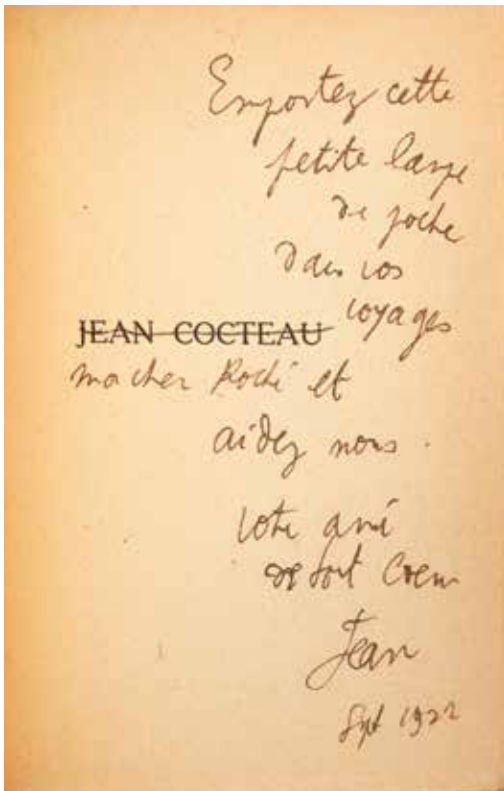 Emportez cette
petite lampe
de poche
dans vos
voyages
JEAN COCTEAU
mon cher Roché et
aidez nous.
Votre ami
de tout Coeur
Jean
Sept 1922